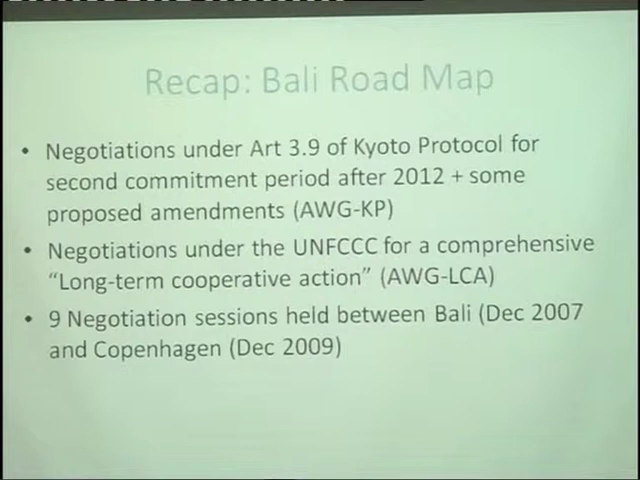 Recap: Bali Road Map
• Negotiations under Art 3.9 of Kyoto Protocol for
second commitment period after 2012 + some
proposed amendments (AWG-KP)
• Negotiations under the UNFCCC for a comprehensive
“Long-term cooperative action” (AWG-LCA)
• 9 Negotiation sessions held between Bali (Dec 2007
and Copenhagen (Dec 2009)